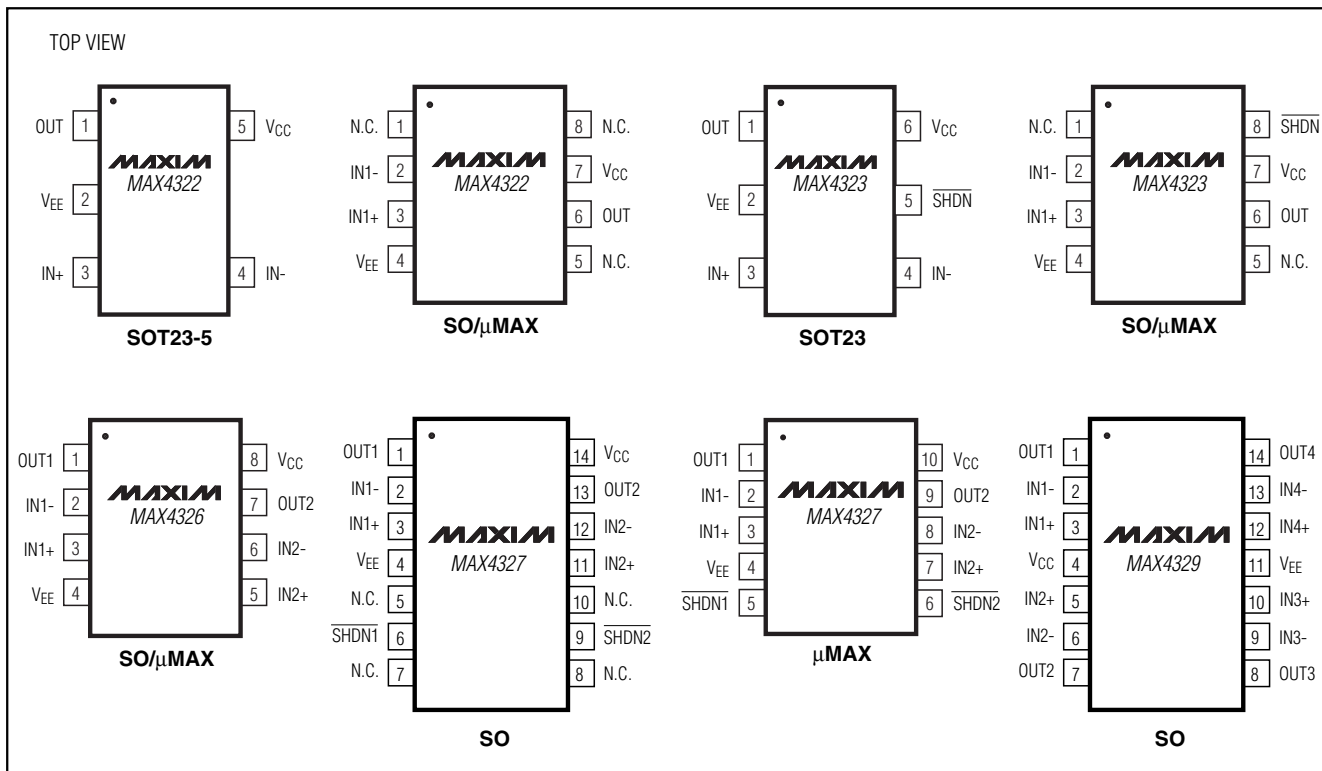 TOP VIEW
OUT 1
5 VCC
VEE 2
IN+ 3
4 IN-
MAXIM
MAX4322
SOT23-5
N.C. 1
8 N.C.
IN1- 2
7 VCC
IN1+ 3
6 OUT
VEE 4
5 N.C.
MAXIM
MAX4322
SO/µMAX
OUT 1
6 VCC
VEE 2
5 SHDN
IN+ 3
4 IN-
MAXIM
MAX4323
SOT23
N.C. 1
8 SHDN
IN1- 2
7 VCC
IN1+ 3
6 OUT
VEE 4
5 N.C.
MAXIM
MAX4323
SO/µMAX
OUT1 1
8 VCC
IN1- 2
7 OUT2
IN1+ 3
6 IN2-
VEE 4
5 IN2+
MAXIM
MAX4326
SO/µMAX
OUT1 1
14 VCC
IN1- 2
13 OUT2
IN1+ 3
12 IN2-
VEE 4
11 IN2+
N.C. 5
10 N.C.
SHDN1 6
9 SHDN2
N.C. 7
8 N.C.
MAXIM
MAX4327
SO
OUT1 1
10 VCC
IN1- 2
9 OUT2
IN1+ 3
8 IN2-
VEE 4
7 IN2+
SHDN1 5
6 SHDN2
MAXIM
MAX4327
µMAX
OUT1 1
14 OUT4
IN1- 2
13 IN4-
IN1+ 3
12 IN4+
VCC 4
11 VEE
IN2+ 5
10 IN3+
IN2- 6
9 IN3-
OUT2 7
8 OUT3
MAXIM
MAX4329
SO